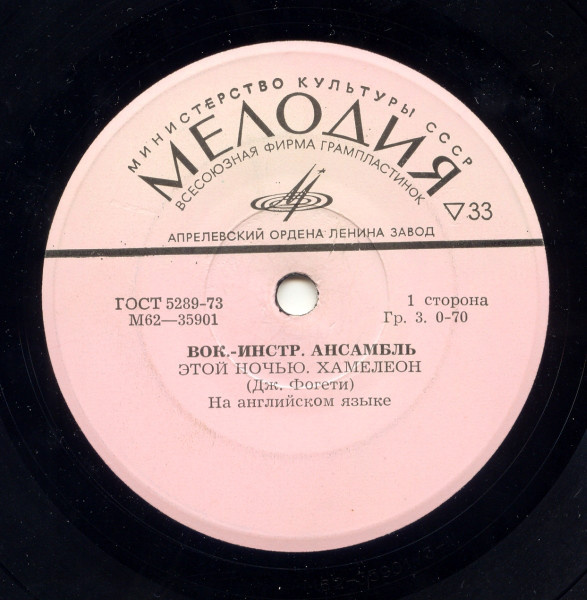 МИНИСТЕРСТВО КУЛЬТУРЫ СССР
МЕЛОДИЯ
ВСЕСОЮЗНАЯ ФИРМА ГРАМПЛАСТИНОК
▽33
АПРЕЛЕВСКИЙ ОРДЕНА ЛЕНИНА ЗАВОД
ГОСТ 5289-73
М62—35901
1 сторона
Гр. 3. 0-70
ВОК.-ИНСТР. АНСАМБЛЬ
ЭТОЙ НОЧЬЮ. ХАМЕЛЕОН
(Дж. Фогети)
На английском языке